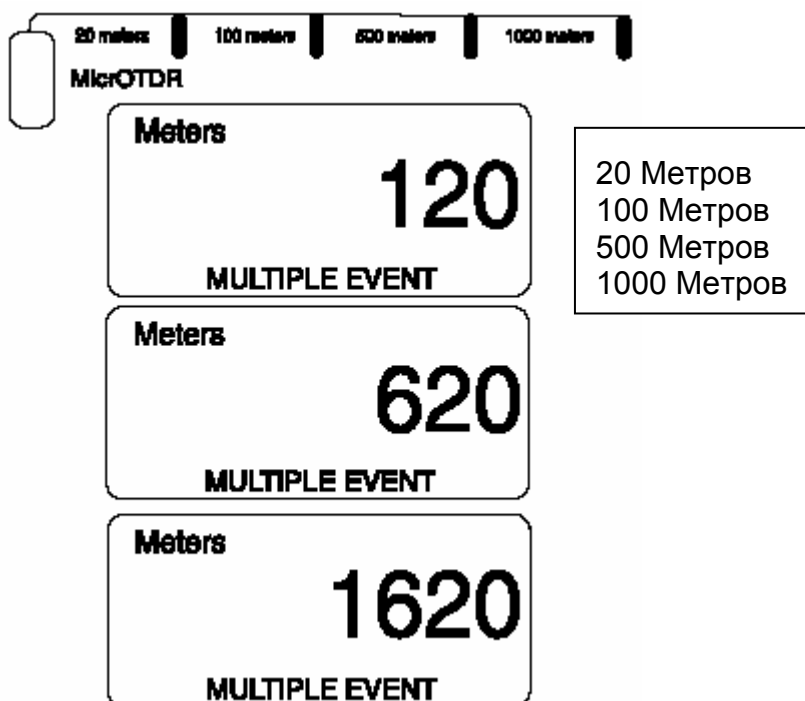 20 meters 100 meters 500 meters 1000 meters
MicrOTDR
Meters
120
MULTIPLE EVENT
20 Метров
100 Метров
500 Метров
1000 Метров
Meters
620
MULTIPLE EVENT
Meters
1620
MULTIPLE EVENT